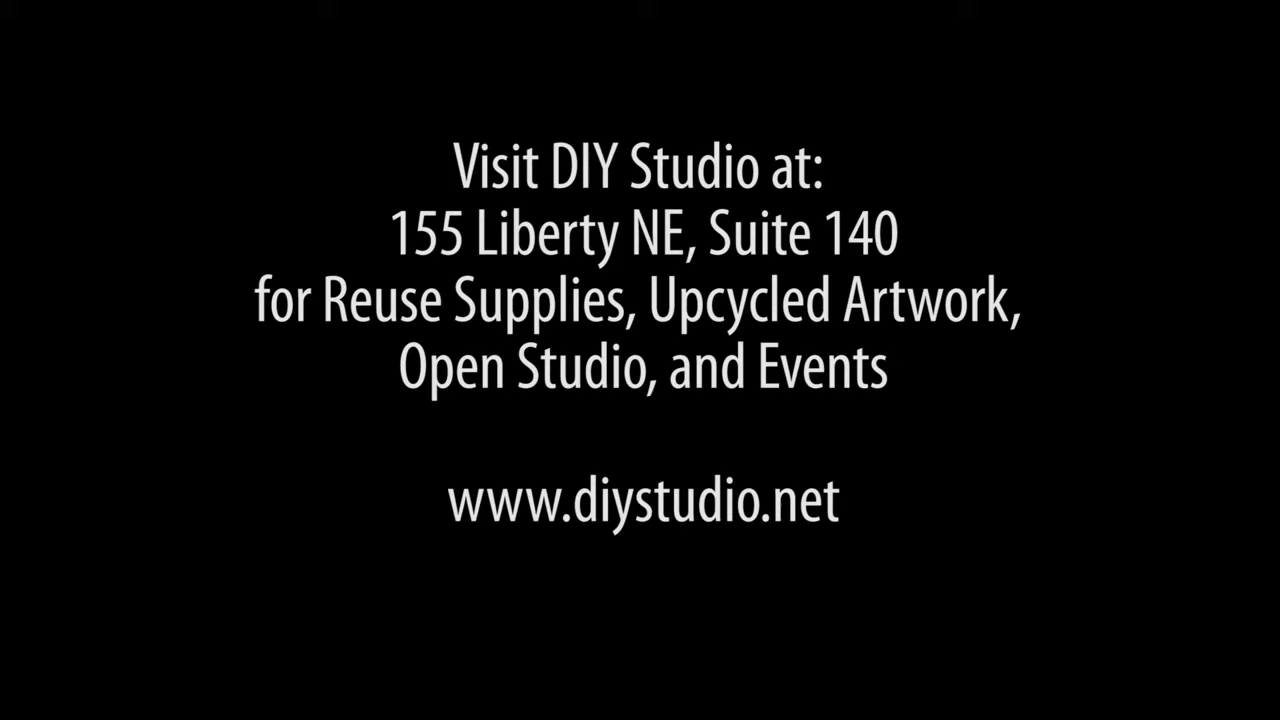 Visit DIY Studio at:
155 Liberty NE, Suite 140
for Reuse Supplies, Upcycled Artwork,
Open Studio, and Events
www.diystudio.net